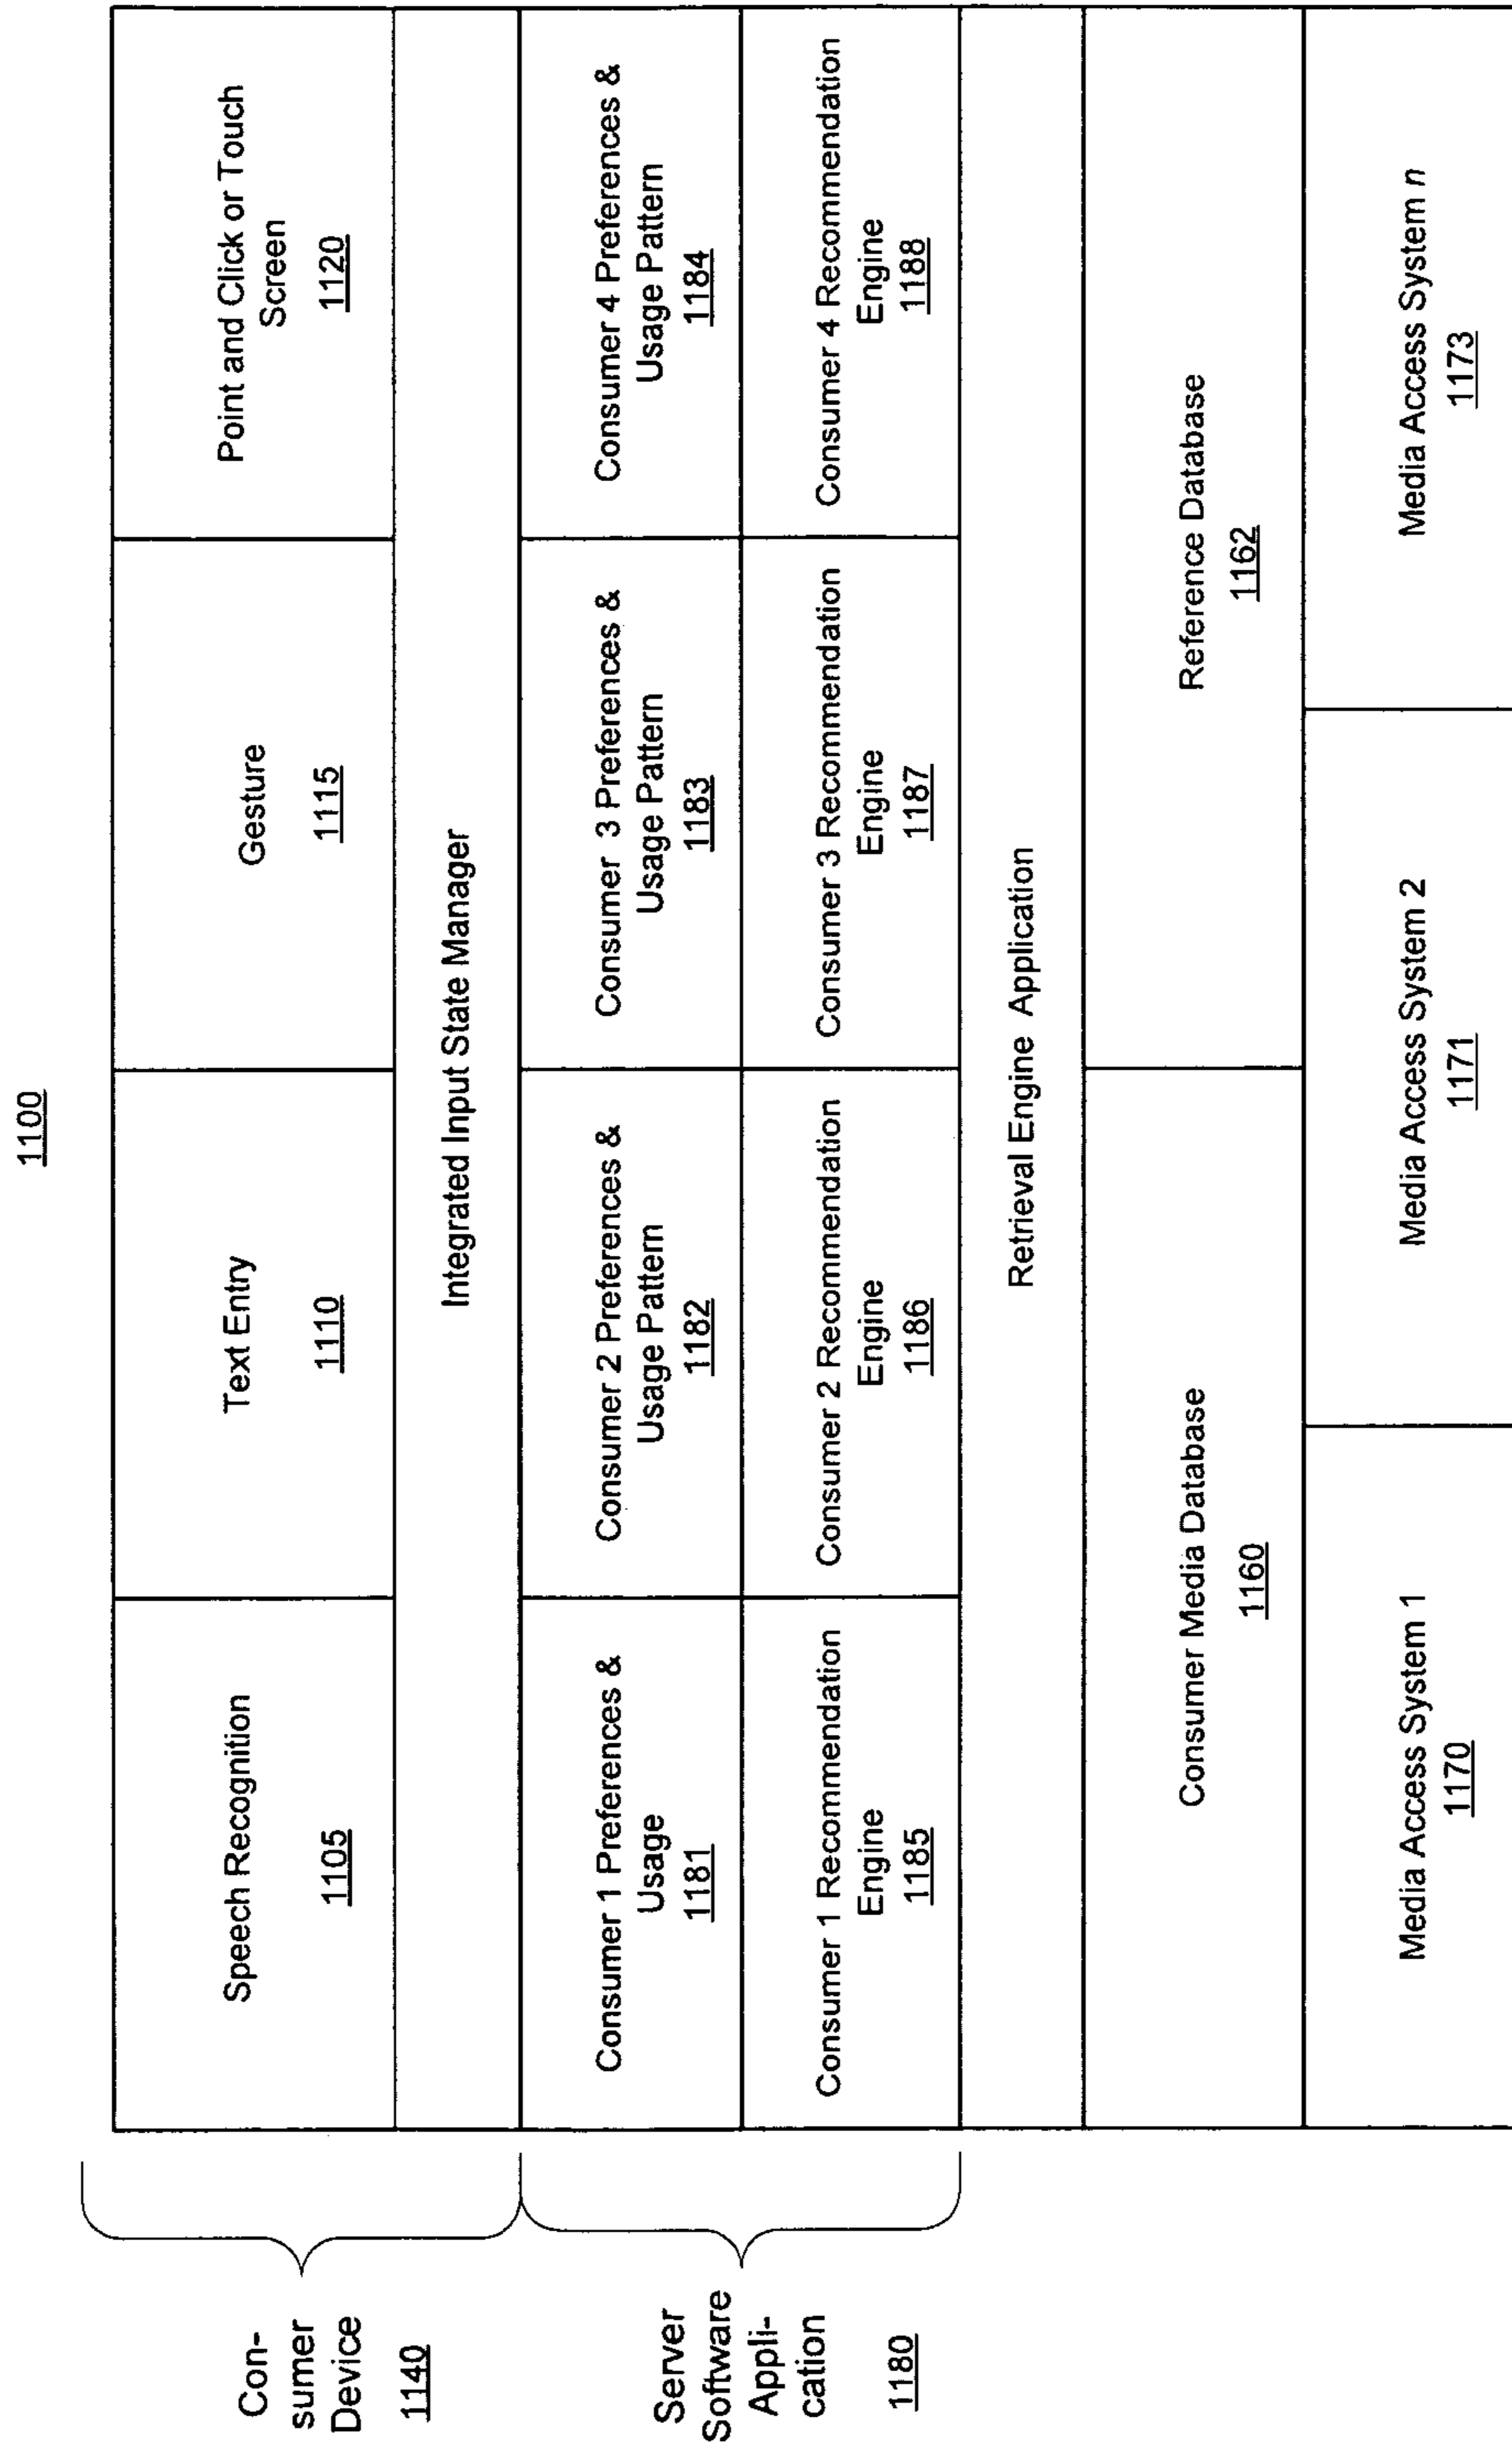 1100
Con-
sumer
Device
1140
Speech Recognition
1105
Text Entry
1110
Gesture
1115
Point and Click or Touch
Screen
1120
Integrated Input State Manager
Server
Software
Appli-
cation
1180
Consumer 1 Preferences &
Usage
1181
Consumer 2 Preferences &
Usage Pattern
1182
Consumer 3 Preferences &
Usage Pattern
1183
Consumer 4 Preferences &
Usage Pattern
1184
Consumer 1 Recommendation
Engine
1185
Consumer 2 Recommendation
Engine
1186
Consumer 3 Recommendation
Engine
1187
Consumer 4 Recommendation
Engine
1188
Retrieval Engine Application
Consumer Media Database
1160
Reference Database
1162
Media Access System 1
1170
Media Access System 2
1171
Media Access System n
1173